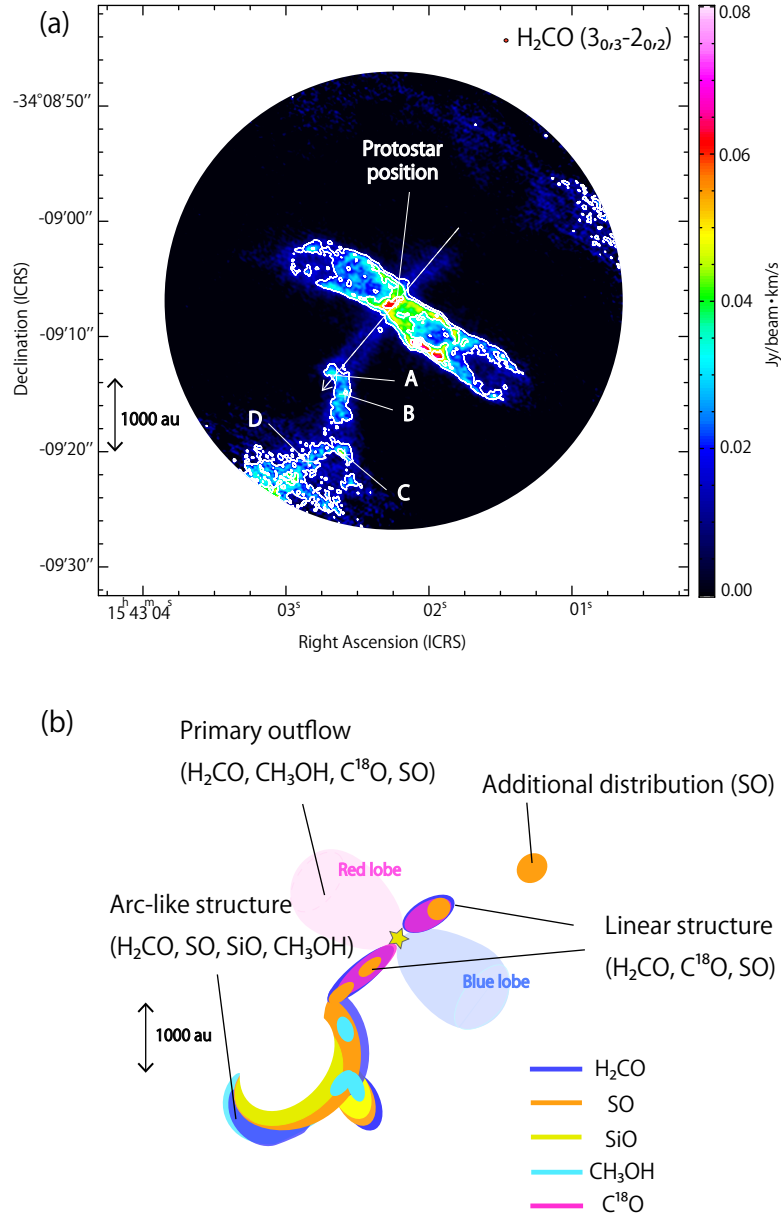 (a)
H₂CO (3₀,₃-2₀,₂)
0.08
-34°08′50′′
Protostar
position
0.06
-09′00′′
Declination (ICRS)
-09′10′′
0.04
Jy/beam・km/s
A
1000 au
B
D
-09′20′′
0.02
C
-09′30′′
0.00
15ʰ43ᵐ04ˢ
03ˢ
02ˢ
01ˢ
Right Ascension (ICRS)
(b)
Primary outflow
(H₂CO, CH₃OH, C¹⁸O, SO)
Additional distribution (SO)
Red lobe
Arc-like structure
(H₂CO, SO, SiO, CH₃OH)
Linear structure
(H₂CO, C¹⁸O, SO)
Blue lobe
1000 au
H₂CO
SO
SiO
CH₃OH
C¹⁸O